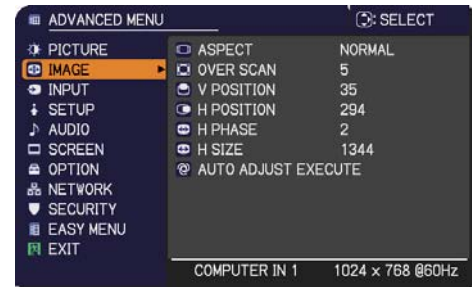 ADVANCED MENU : SELECT
PICTURE
IMAGE
INPUT
SETUP
AUDIO
SCREEN
OPTION
NETWORK
SECURITY
EASY MENU
EXIT
ASPECT NORMAL
OVER SCAN 5
V POSITION 35
H POSITION 294
H PHASE 2
H SIZE 1344
AUTO ADJUST EXECUTE
COMPUTER IN 1 1024 x 768 @60Hz